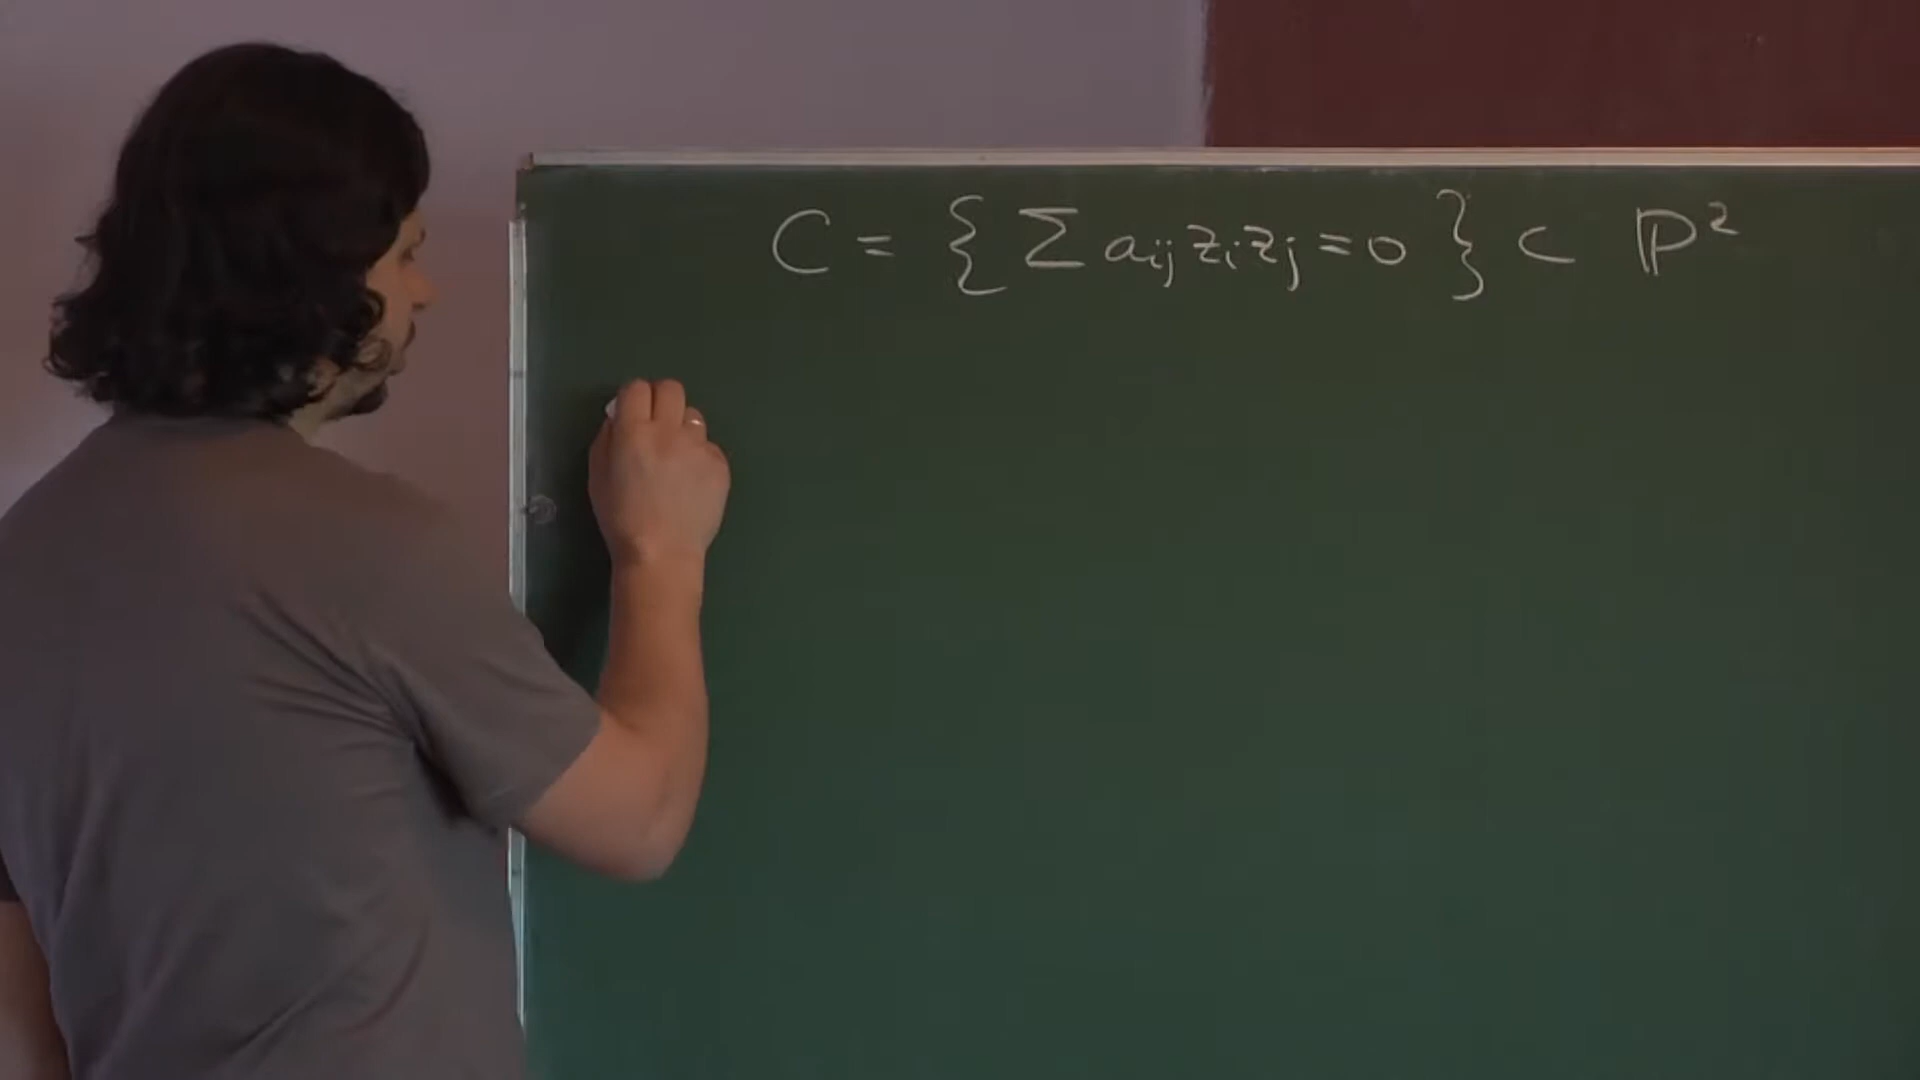 C = { Σ aᵢⱼ zᵢ zⱼ = 0 } ⊂ ℙ²